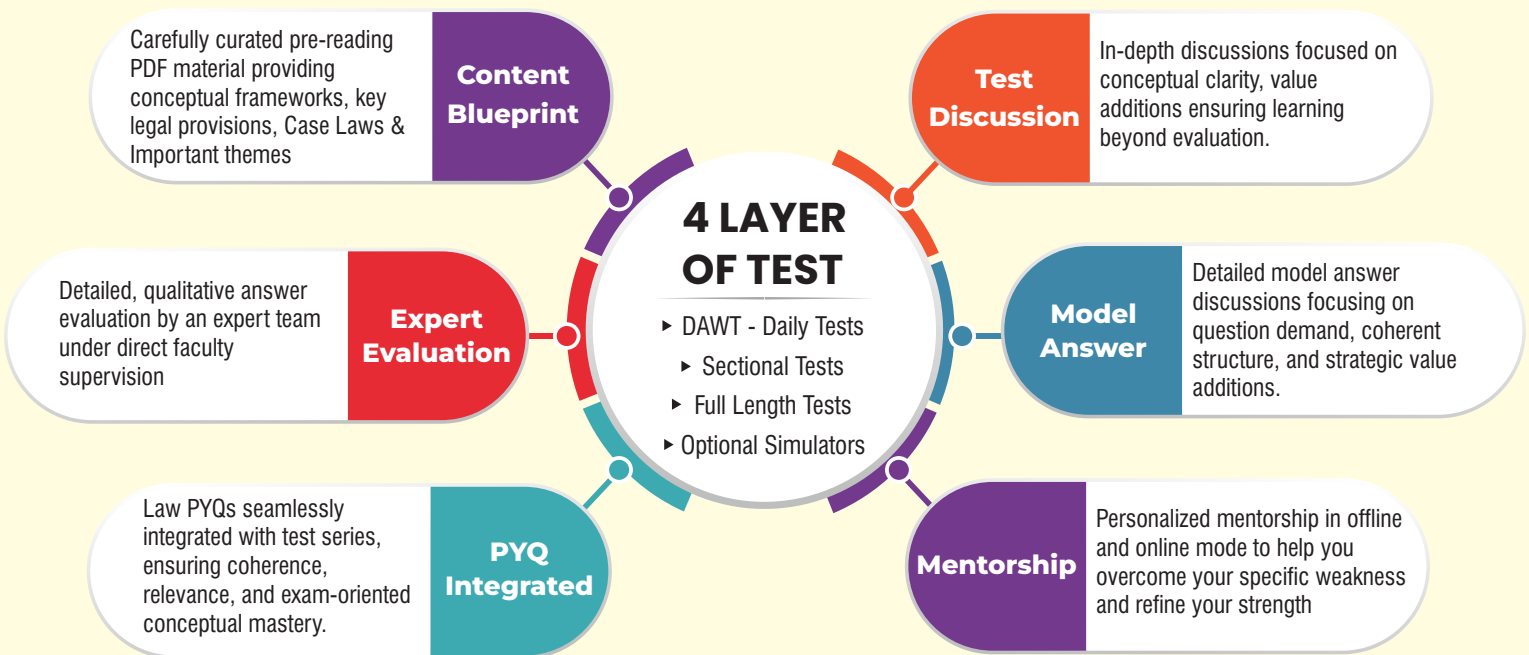 Carefully curated pre-reading
PDF material providing
conceptual frameworks, key
legal provisions, Case Laws &
Important themes
Content
Blueprint
Test
Discussion
In-depth discussions focused on
conceptual clarity, value
additions ensuring learning
beyond evaluation.
4 LAYER
OF TEST
▸ DAWT - Daily Tests
▸ Sectional Tests
▸ Full Length Tests
▸ Optional Simulators
Detailed, qualitative answer
evaluation by an expert team
under direct faculty
supervision
Expert
Evaluation
Model
Answer
Detailed model answer
discussions focusing on
question demand, coherent
structure, and strategic value
additions.
Law PYQs seamlessly
integrated with test series,
ensuring coherence,
relevance, and exam-oriented
conceptual mastery.
PYQ
Integrated
Mentorship
Personalized mentorship in offline
and online mode to help you
overcome your specific weakness
and refine your strength